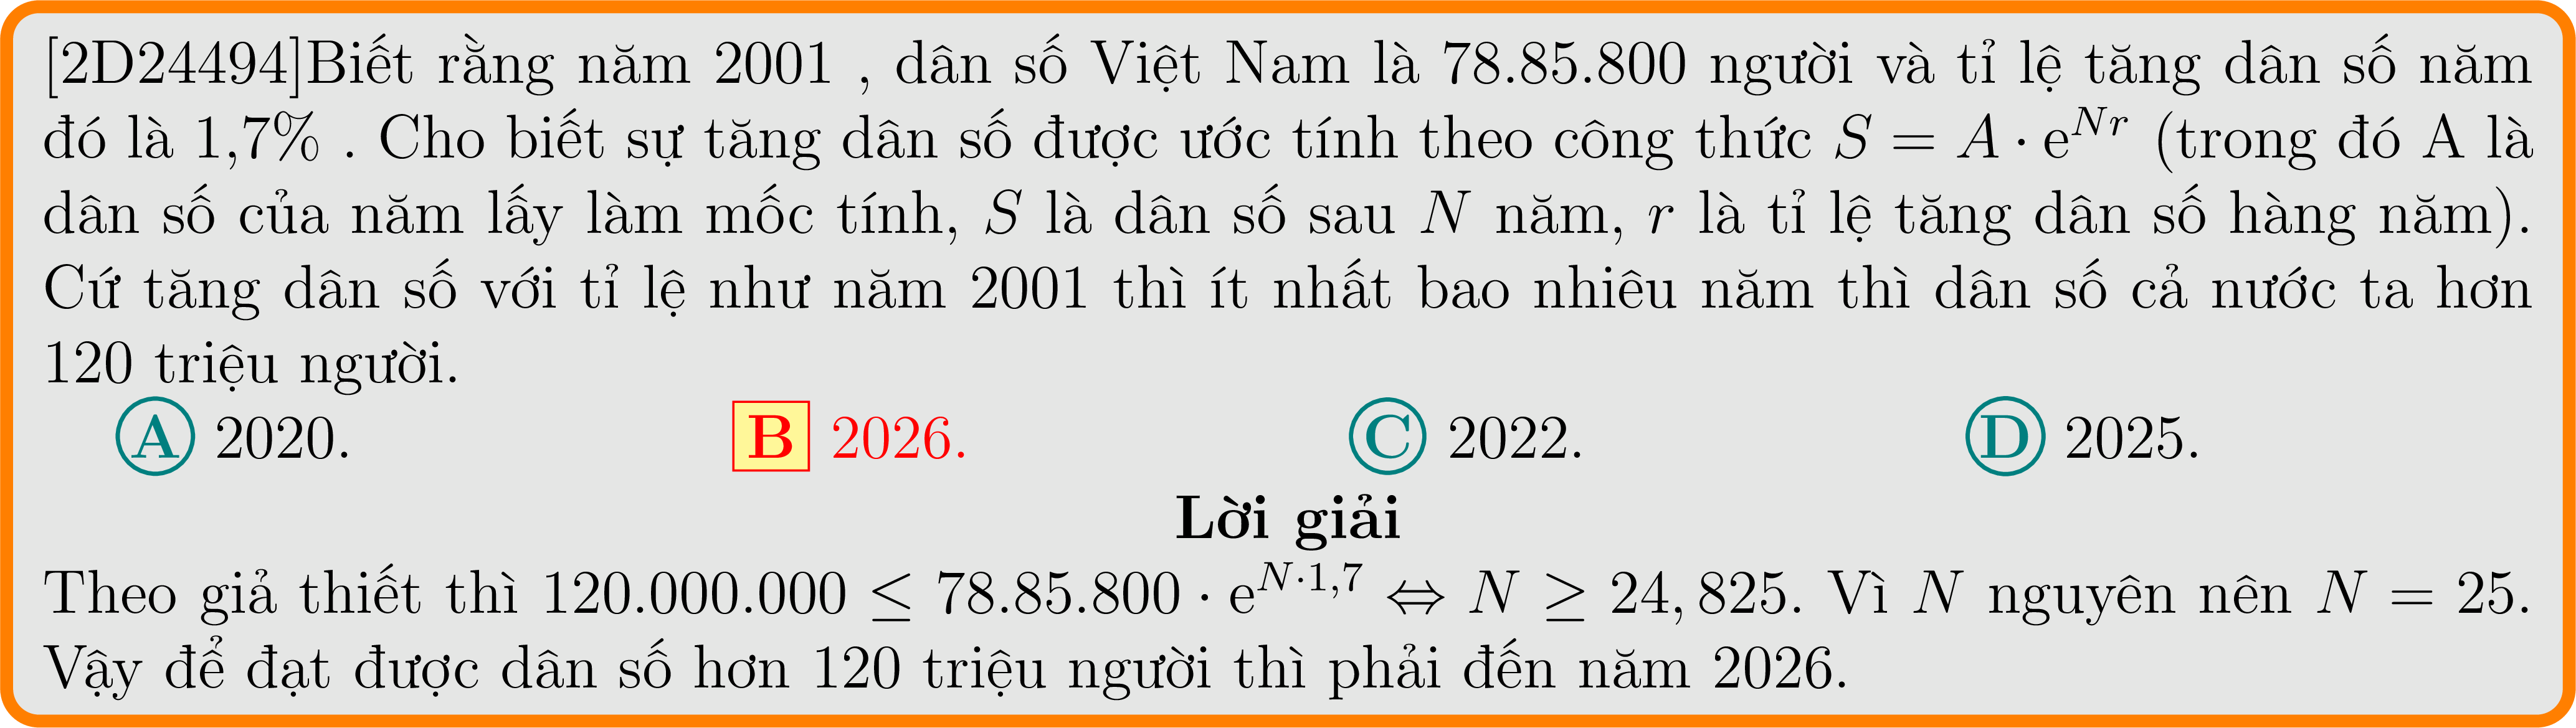 [2D24494]Biết rằng năm 2001 , dân số Việt Nam là 78.85.800 người và tỉ lệ tăng dân số năm
đó là 1,7% . Cho biết sự tăng dân số được ước tính theo công thức S = A · e^{Nr} (trong đó A là
dân số của năm lấy làm mốc tính, S là dân số sau N năm, r là tỉ lệ tăng dân số hàng năm).
Cứ tăng dân số với tỉ lệ như năm 2001 thì ít nhất bao nhiêu năm thì dân số cả nước ta hơn
120 triệu người.
A 2020. B 2026. C 2022. D 2025.
Lời giải
Theo giả thiết thì 120.000.000 ≤ 78.85.800 · e^{N·1,7} ⇔ N ≥ 24, 825. Vì N nguyên nên N = 25.
Vậy để đạt được dân số hơn 120 triệu người thì phải đến năm 2026.